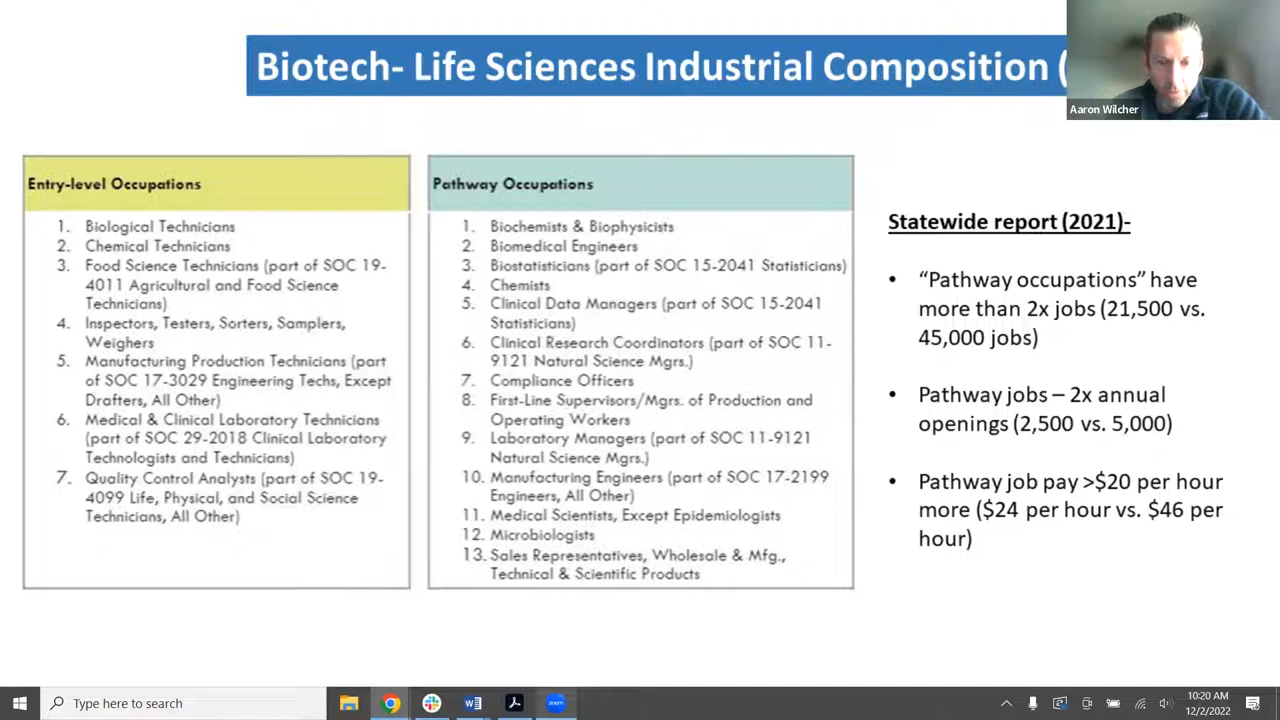 Biotech- Life Sciences Industrial Composition (
Aaron Wilcher
Entry-level Occupations
1. Biological Technicians
2. Chemical Technicians
3. Food Science Technicians (part of SOC 19-
4011 Agricultural and Food Science
Technicians)
4. Inspectors, Testers, Sorters, Samplers,
Weighers
5. Manufacturing Production Technicians (part
of SOC 17-3029 Engineering Techs, Except
Drafters, All Other)
6. Medical & Clinical Laboratory Technicians
(part of SOC 29-2018 Clinical Laboratory
Technologists and Technicians)
7. Quality Control Analysts (part of SOC 19-
4099 Life, Physical, and Social Science
Technicians, All Other)
Pathway Occupations
1. Biochemists & Biophysicists
2. Biomedical Engineers
3. Biostatisticians (part of SOC 15-2041 Statisticians)
4. Chemists
5. Clinical Data Managers (part of SOC 15-2041
Statisticians)
6. Clinical Research Coordinators (part of SOC 11-
9121 Natural Science Mgrs.)
7. Compliance Officers
8. First-Line Supervisors/Mgrs. of Production and
Operating Workers
9. Laboratory Managers (part of SOC 11-9121
Natural Science Mgrs.)
10. Manufacturing Engineers (part of SOC 17-2199
Engineers, All Other)
11. Medical Scientists, Except Epidemiologists
12. Microbiologists
13. Sales Representatives, Wholesale & Mfg.,
Technical & Scientific Products
Statewide report (2021)-
• “Pathway occupations” have
more than 2x jobs (21,500 vs.
45,000 jobs)
• Pathway jobs – 2x annual
openings (2,500 vs. 5,000)
• Pathway job pay >$20 per hour
more ($24 per hour vs. $46 per
hour)
Type here to search
zoom
10:20 AM
12/2/2022